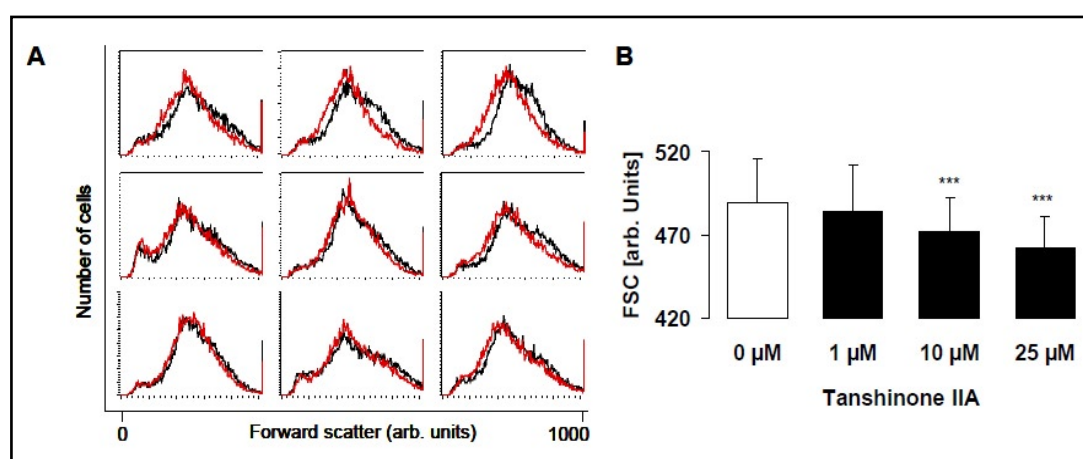 A
Number of cells
0
Forward scatter (arb. units)
1000
B
FSC [arb. Units]
520
470
420
***
***
0 µM
1 µM
10 µM
25 µM
Tanshinone IIA